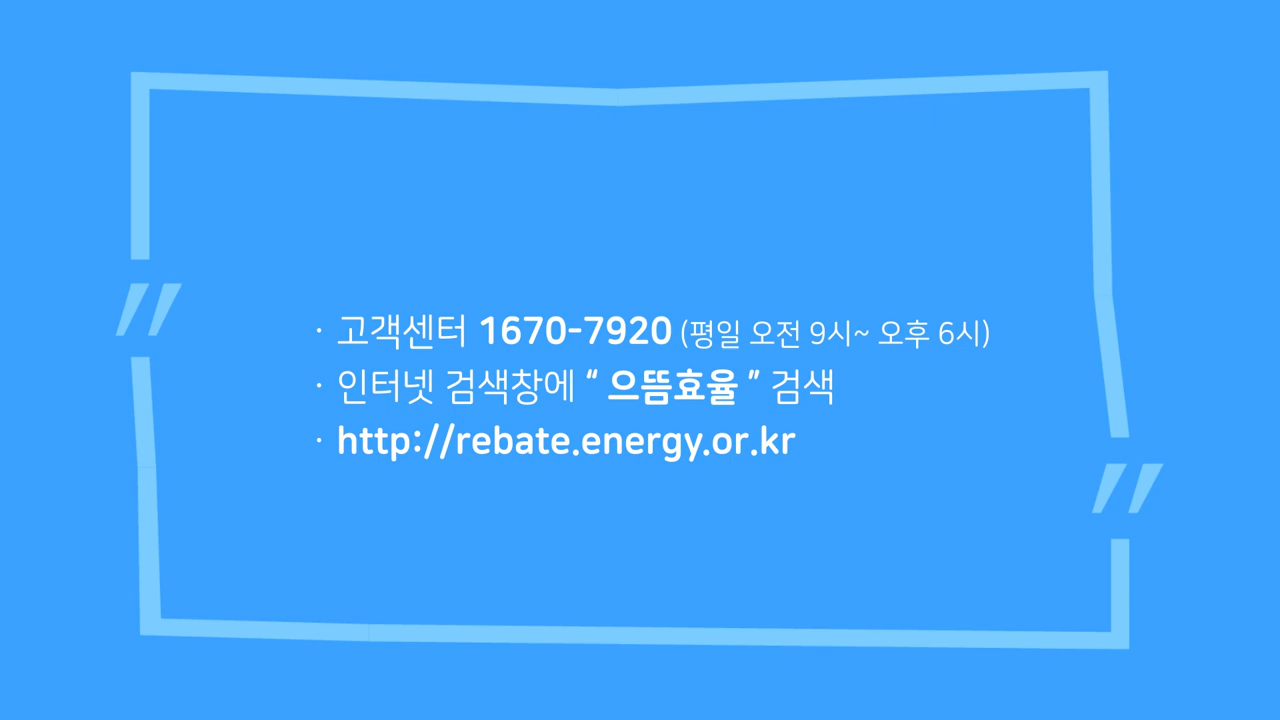 · 고객센터 1670-7920 (평일 오전 9시~ 오후 6시)
· 인터넷 검색창에 “ 으뜸효율 ” 검색
· http://rebate.energy.or.kr